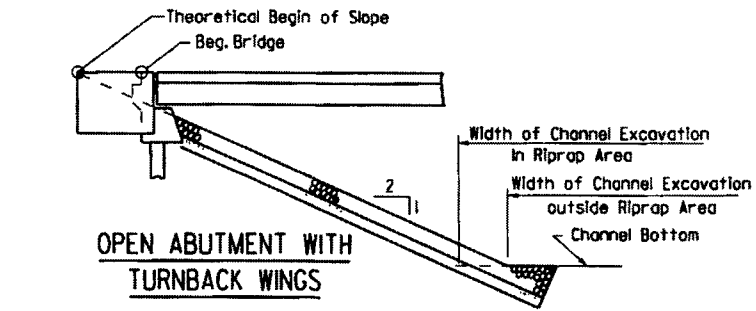 Theoretical Begin of Slope
Beg. Bridge
Width of Channel Excavation
In Riprap Area
2
1
Width of Channel Excavation
outside Riprap Area
Channel Bottom
OPEN ABUTMENT WITH
TURNBACK WINGS